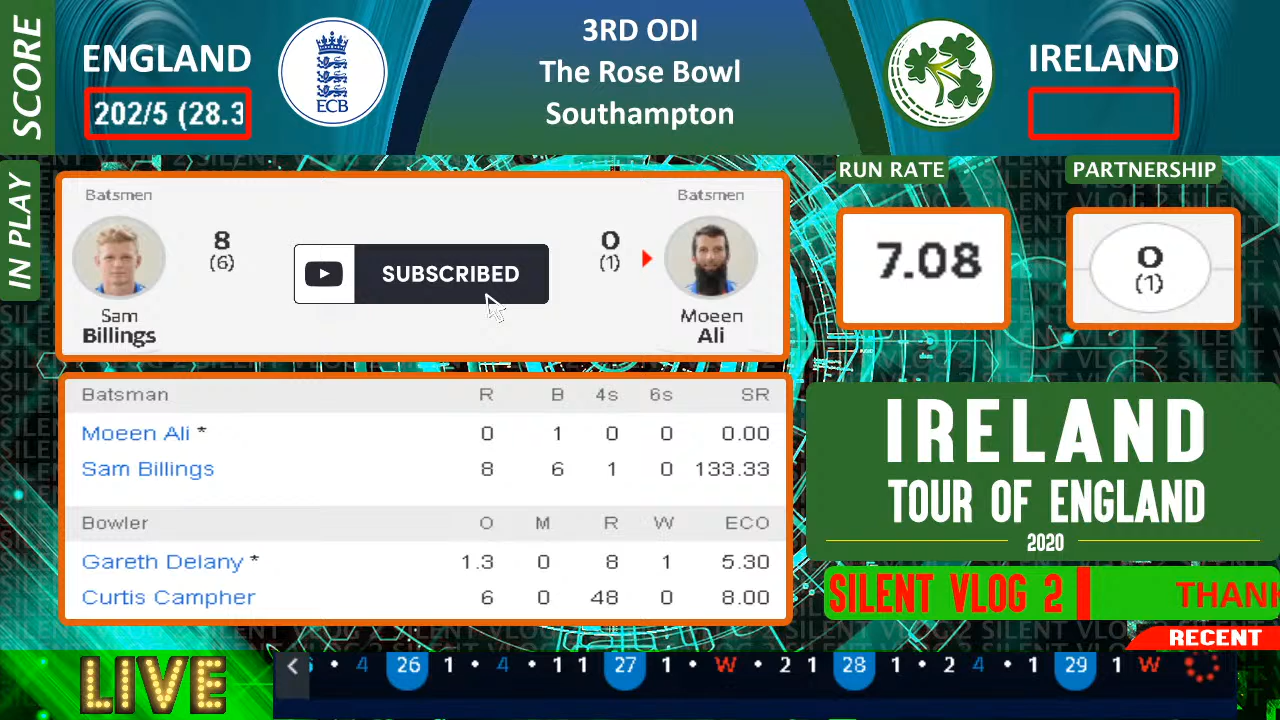 SCORE
ENGLAND
202/5 (28.3
ECB
3RD ODI
The Rose Bowl
Southampton
IRELAND
IN PLAY
Batsmen
8
(6)
Sam
Billings
SUBSCRIBED
Batsmen
0
(1)
Moeen
Ali
RUN RATE
7.08
PARTNERSHIP
0
(1)
Batsman R B 4s 6s SR
Moeen Ali * 0 1 0 0 0.00
Sam Billings 8 6 1 0 133.33
Bowler O M R W ECO
Gareth Delany * 1.3 0 8 1 5.30
Curtis Campher 6 0 48 0 8.00
IRELAND
TOUR OF ENGLAND
2020
SILENT VLOG 2 THANK
RECENT
LIVE
• 4 26 1 • 4 • 1 1 27 1 • W • 2 1 28 1 • 2 4 • 1 29 1 W